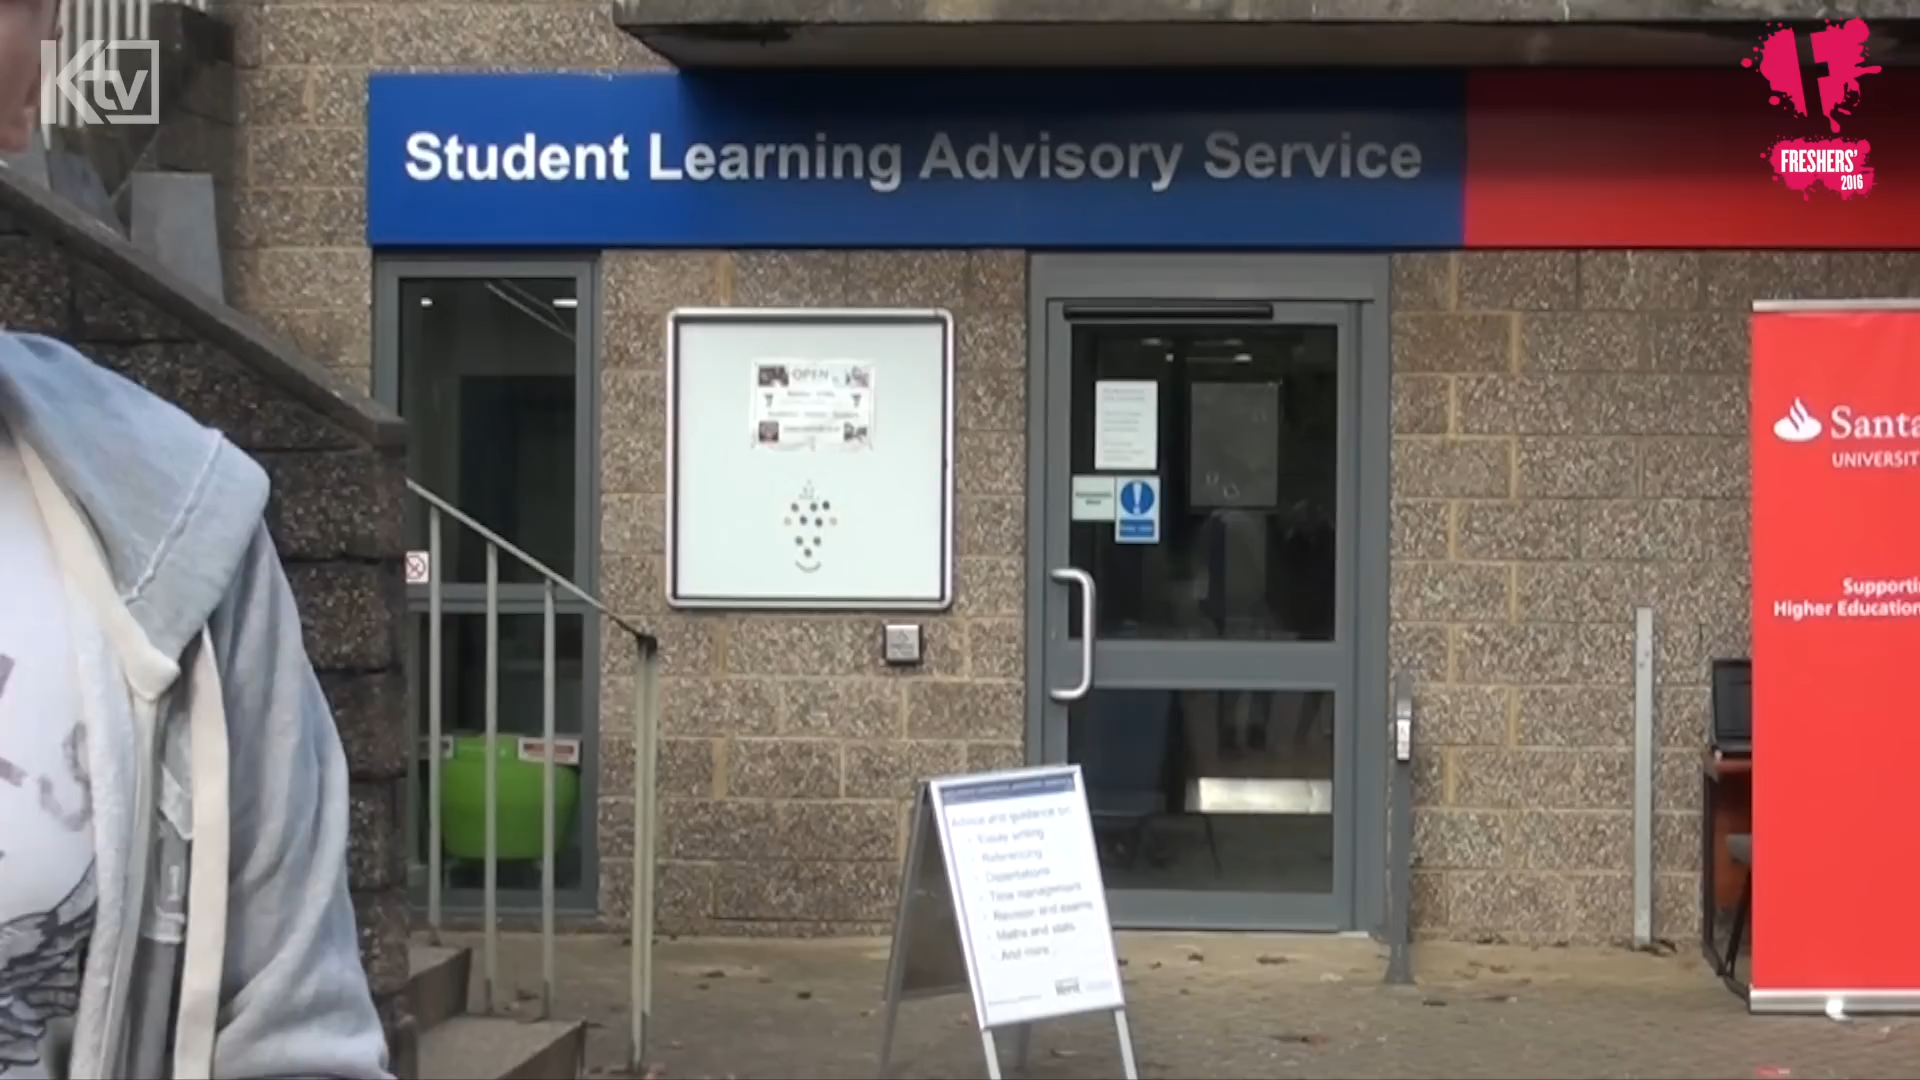 Ktv
FRESHERS'
2016
Student Learning Advisory Service
OPEN
Santa
UNIVERSIT
Supporti
Higher Education
Advice and guidance on:
Essay writing
Referencing
Dissertations
Time management
Revision and exams
Maths and stats
And more...
Kent